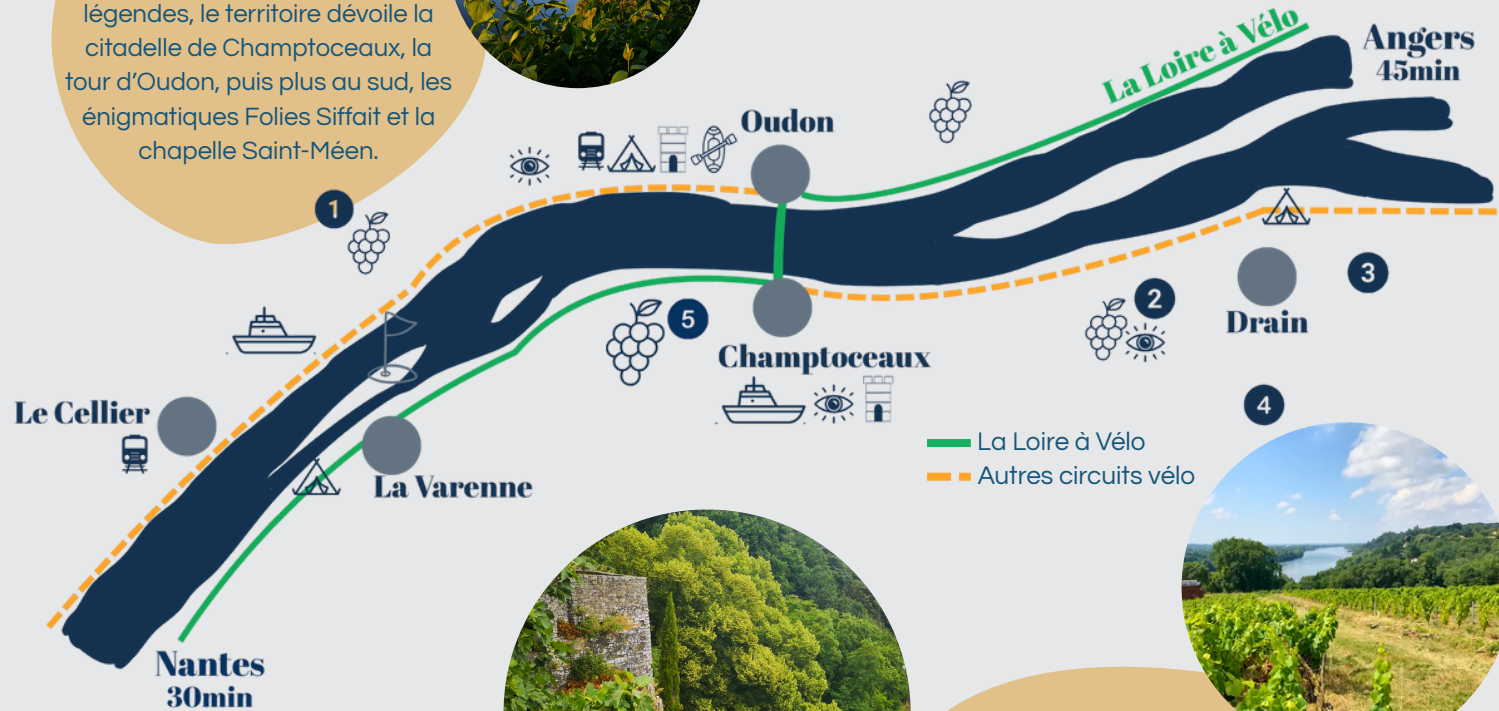 légendes, le territoire dévoile la
citadelle de Champtoceaux, la
tour d’Oudon, puis plus au sud, les
énigmatiques Folies Siffait et la
chapelle Saint-Méen.
La Loire à Vélo
Angers
45min
Oudon
1
5
2
3
Drain
Champtoceaux
4
Le Cellier
La Varenne
La Loire à Vélo
Autres circuits vélo
Nantes
30min